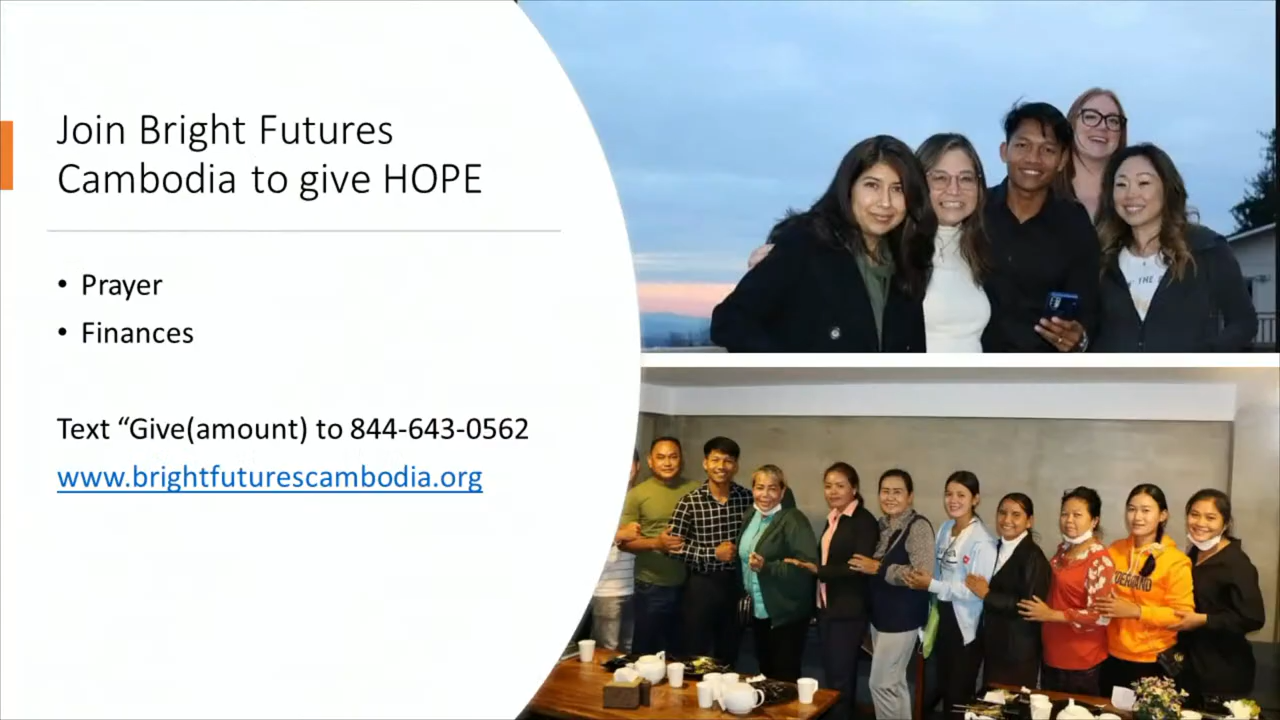 Join Bright Futures
Cambodia to give HOPE
• Prayer
• Finances
Text “Give(amount) to 844-643-0562
www.brightfuturescambodia.org
THE